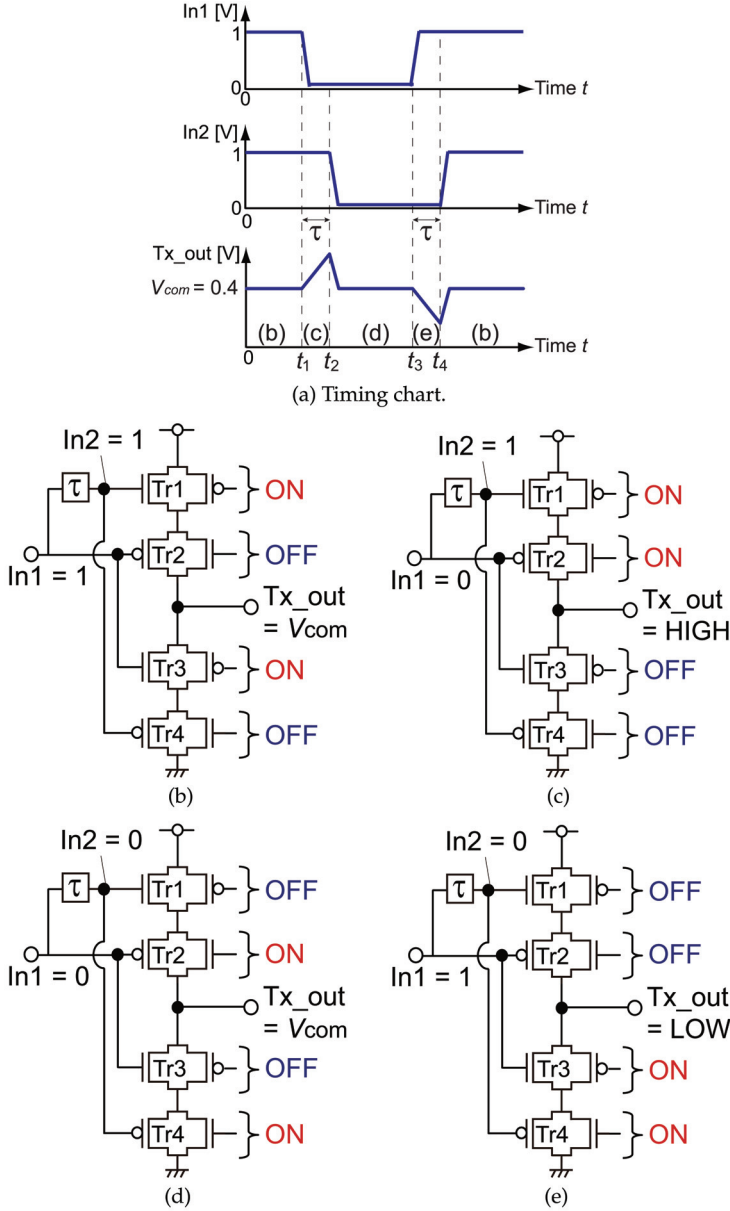 In1 [V]
1
0
0
Time t
In2 [V]
1
0
0
Time t
τ
τ
Tx_out [V]
Vcom = 0.4
(b)
(c)
(d)
(e)
(b)
0
t1
t2
t3
t4
Time t
(a) Timing chart.
In2 = 1
τ
Tr1
ON
Tr2
OFF
In1 = 1
Tx_out
= Vcom
Tr3
ON
Tr4
OFF
(b)
In2 = 1
τ
Tr1
ON
Tr2
ON
In1 = 0
Tx_out
= HIGH
Tr3
OFF
Tr4
OFF
(c)
In2 = 0
τ
Tr1
OFF
Tr2
ON
In1 = 0
Tx_out
= Vcom
Tr3
OFF
Tr4
ON
(d)
In2 = 0
τ
Tr1
OFF
Tr2
OFF
In1 = 1
Tx_out
= LOW
Tr3
ON
Tr4
ON
(e)